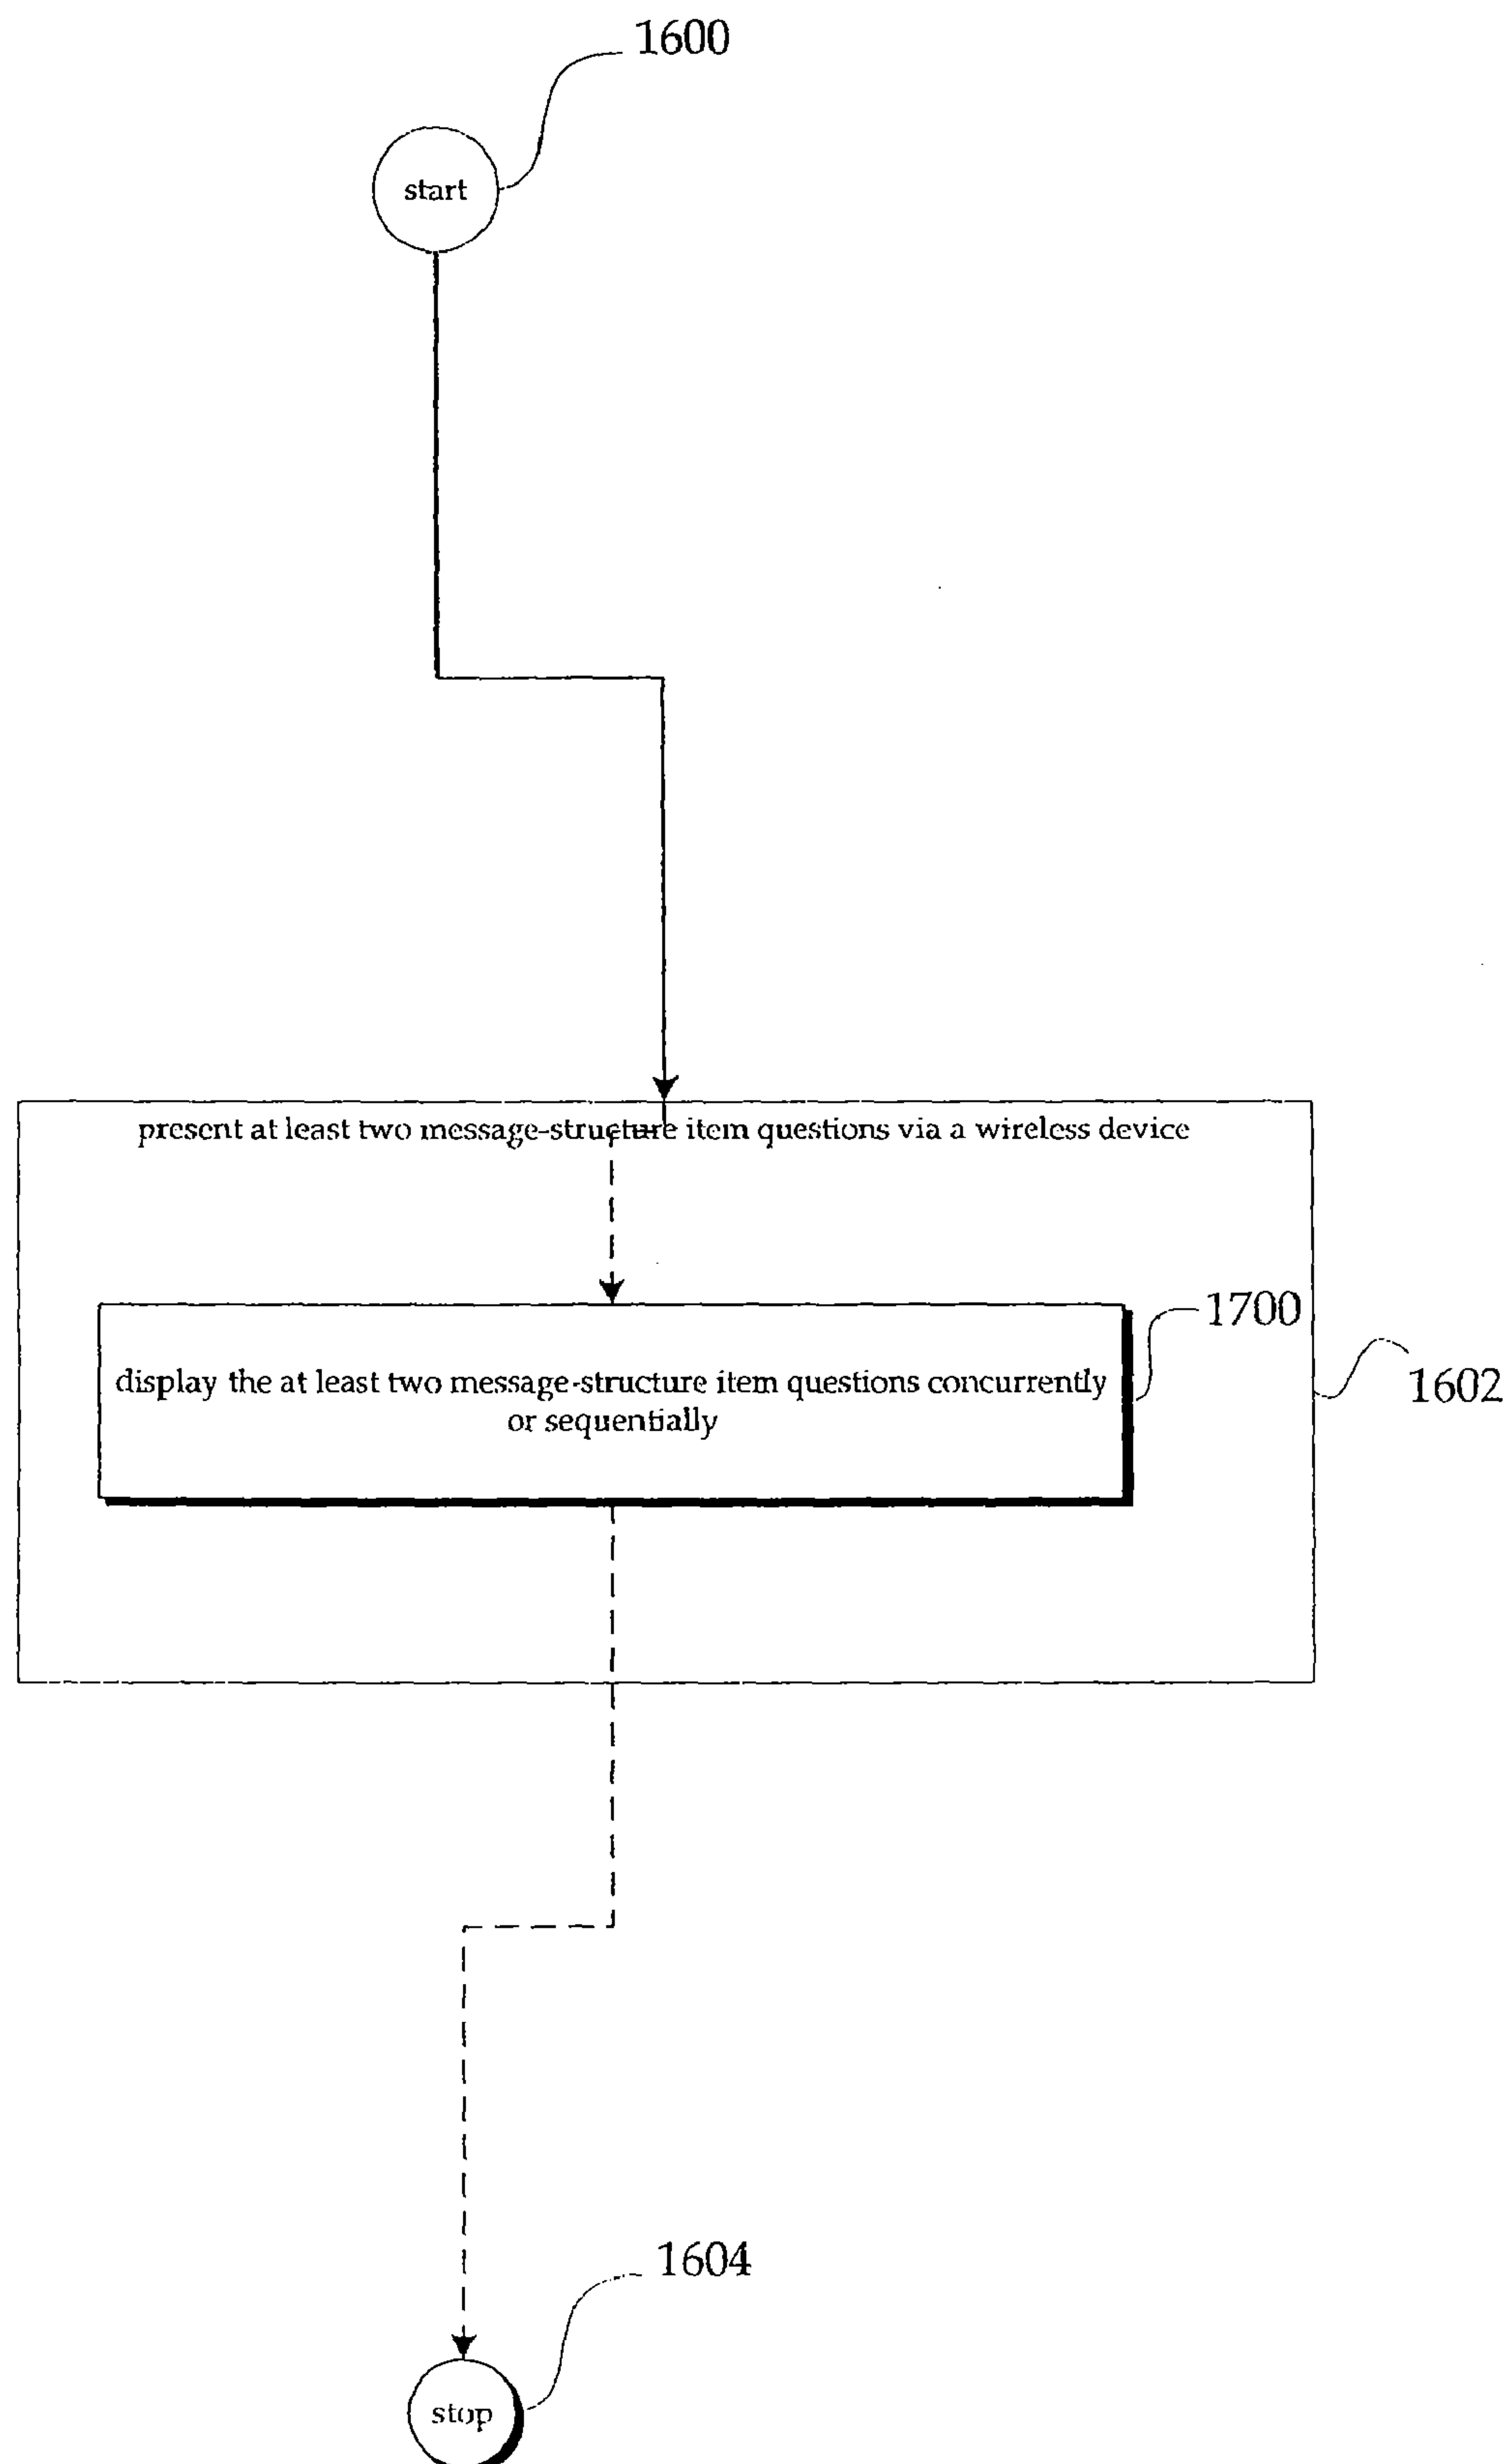 1600
start
present at least two message-structure item questions via a wireless device
1700
display the at least two message-structure item questions concurrently
or sequentially
1602
1604
stop